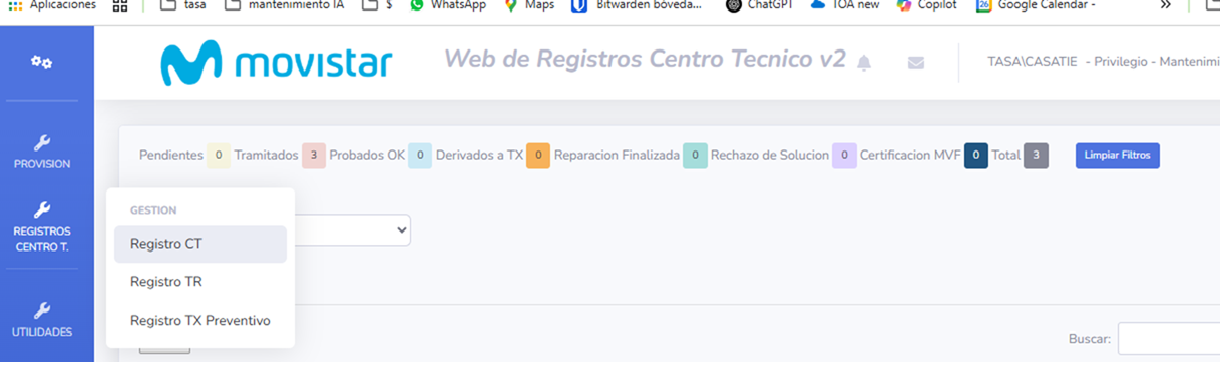 Aplicaciones tasa mantenimiento IA $ WhatsApp Maps Bitwarden bóveda... ChatGPT TOA new Copilot 26 Google Calendar - »
movistar Web de Registros Centro Tecnico v2 TASA\CASATIE - Privilegio - Mantenimi
PROVISION
REGISTROS
CENTRO T.
UTILIDADES
Pendientes 0 Tramitados 3 Probados OK 0 Derivados a TX 0 Reparacion Finalizada 0 Rechazo de Solucion 0 Certificacion MVF 0 Total 3 Limpiar Filtros
GESTION
Registro CT
Registro TR
Registro TX Preventivo
Buscar: